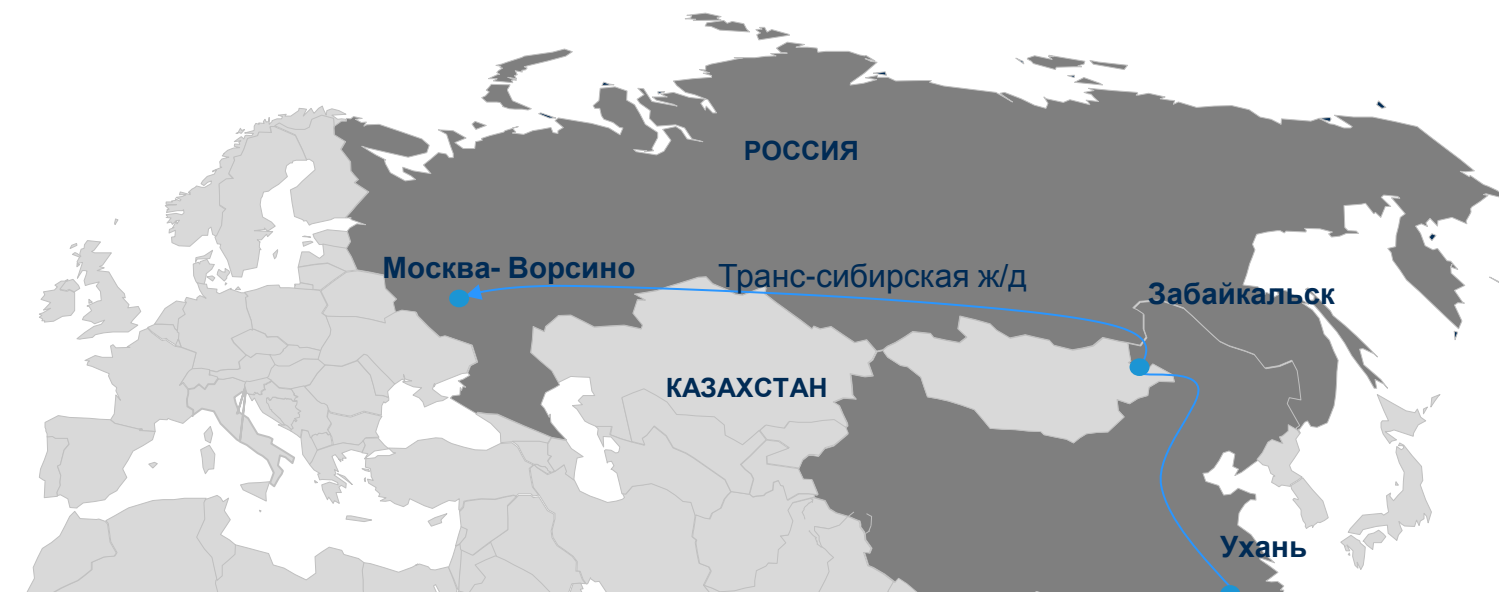 РОССИЯ
Москва- Ворсино
Транс-сибирская ж/д
Забайкальск
КАЗАХСТАН
Ухань